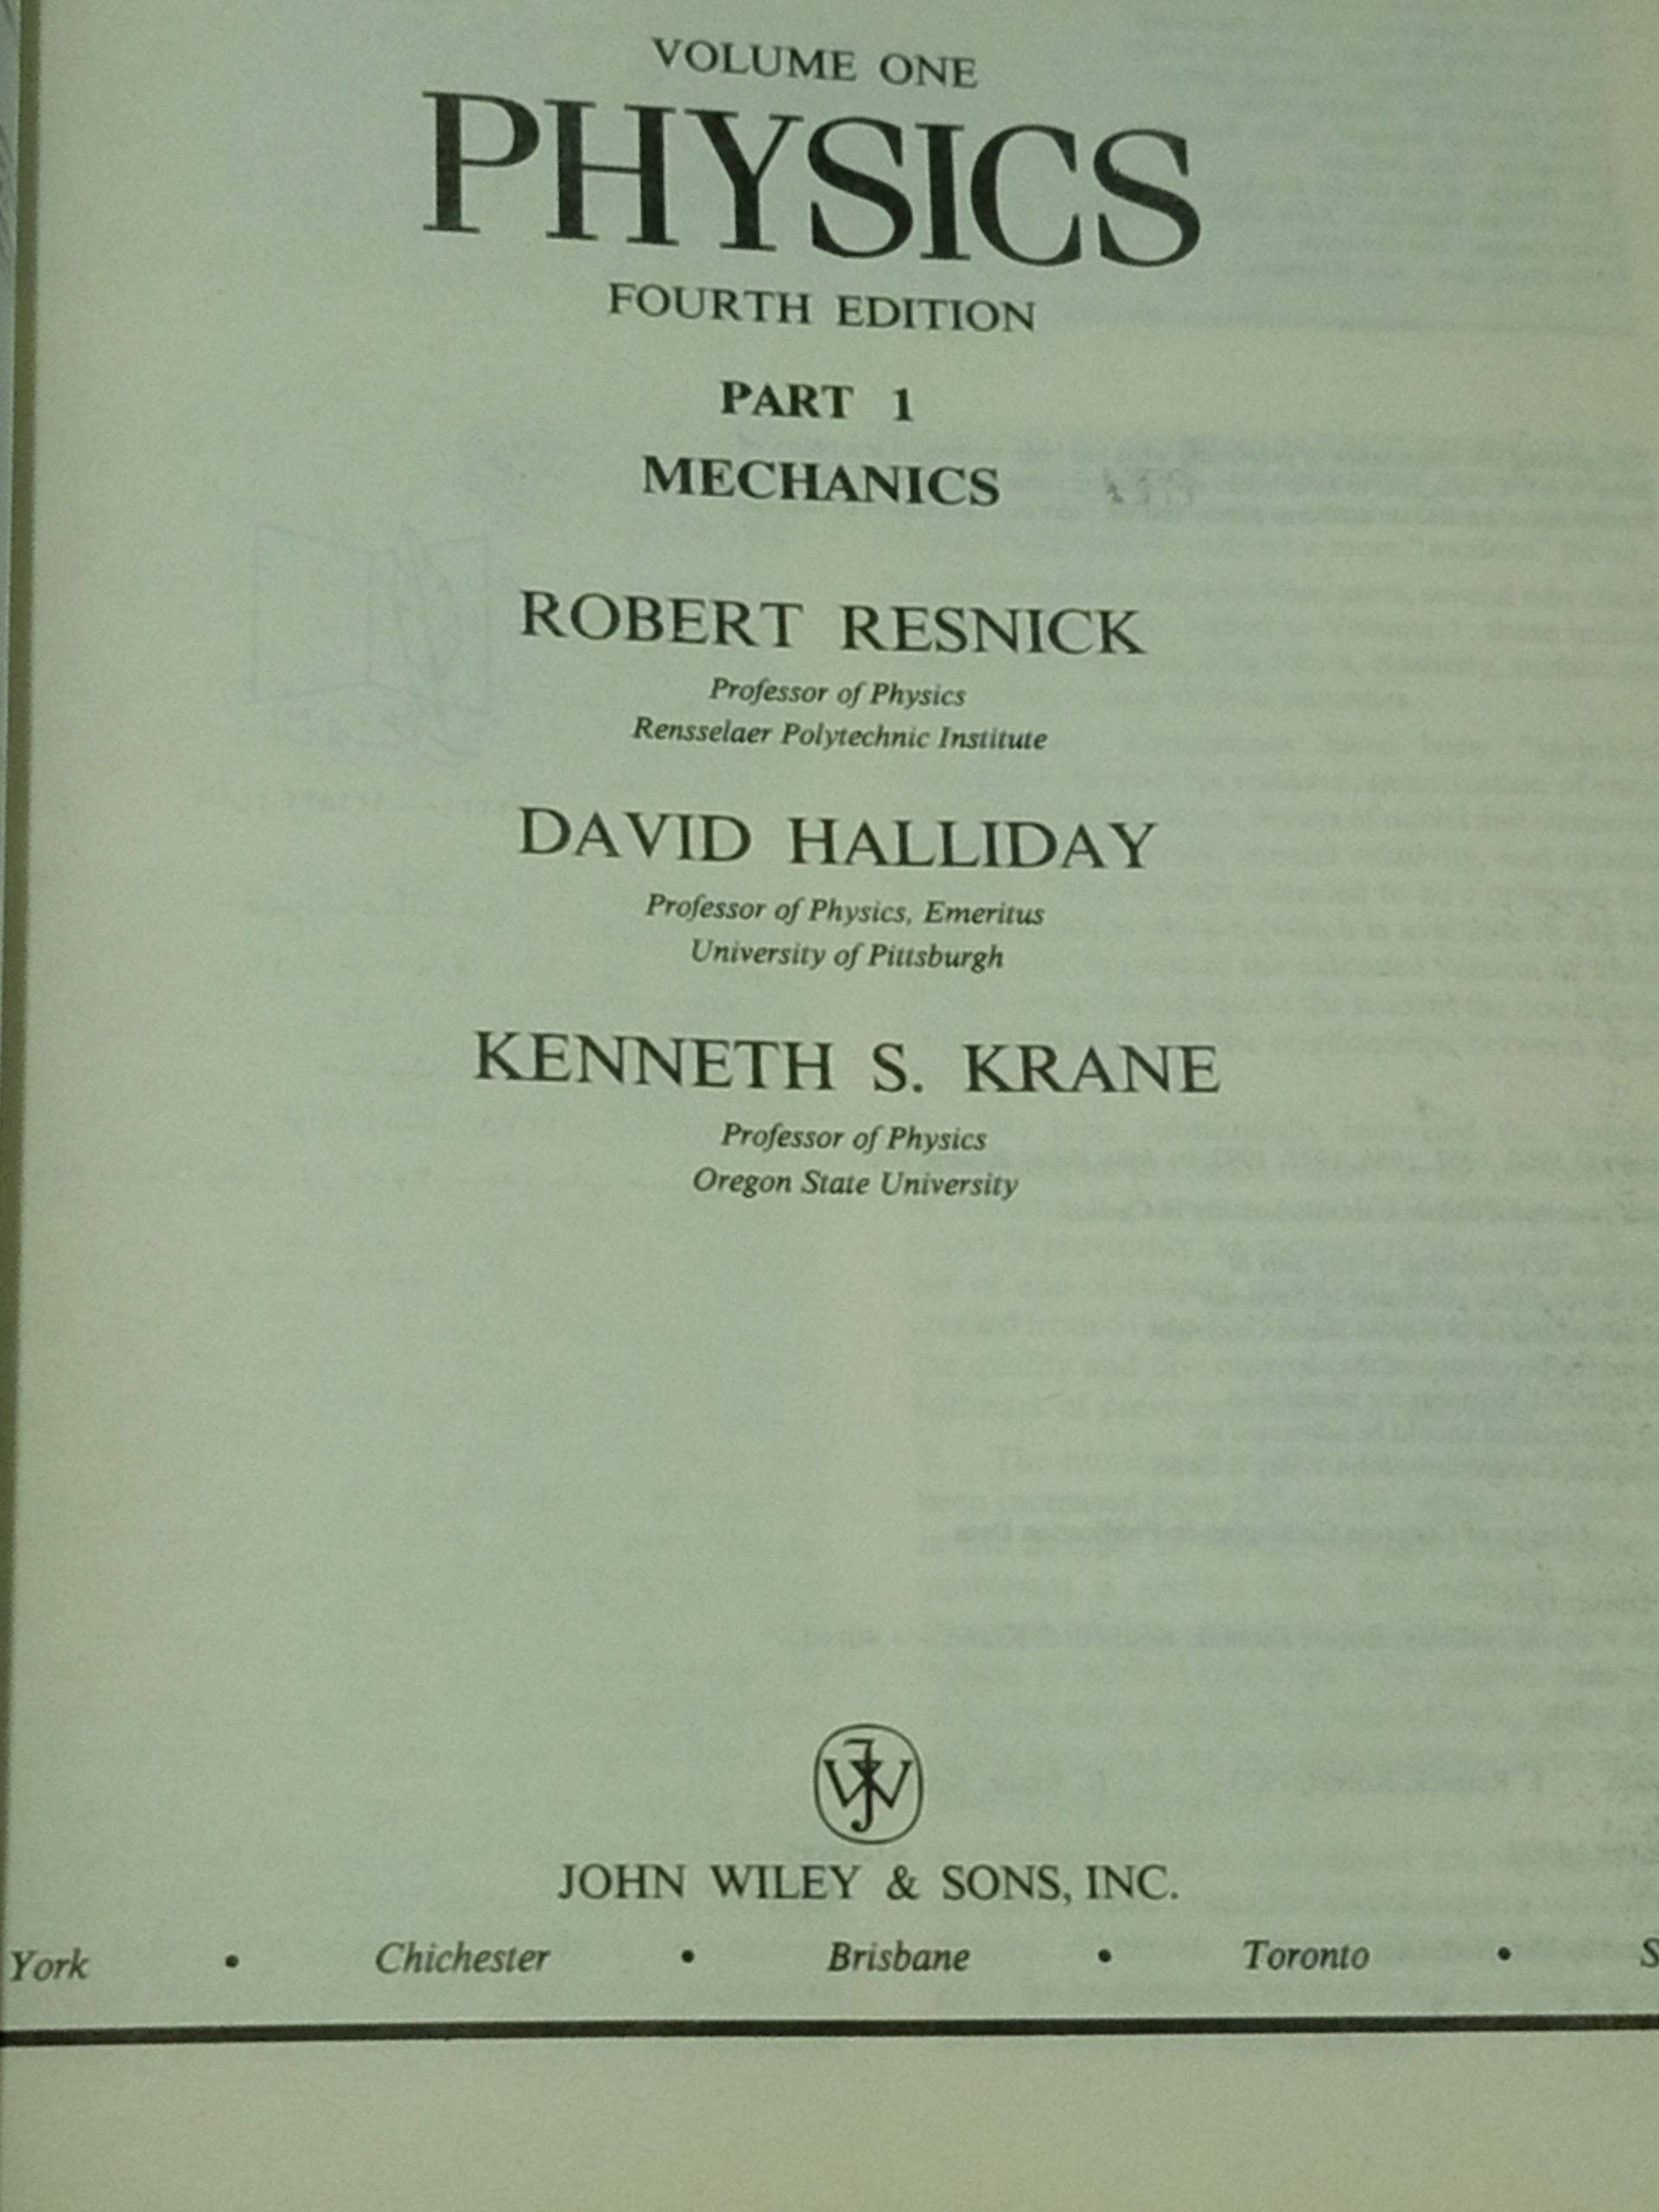 VOLUME ONE
PHYSICS
FOURTH EDITION
PART 1
MECHANICS
ROBERT RESNICK
Professor of Physics
Rensselaer Polytechnic Institute
DAVID HALLIDAY
Professor of Physics, Emeritus
University of Pittsburgh
KENNETH S. KRANE
Professor of Physics
Oregon State University
JOHN WILEY & SONS, INC.
York • Chichester • Brisbane • Toronto • S